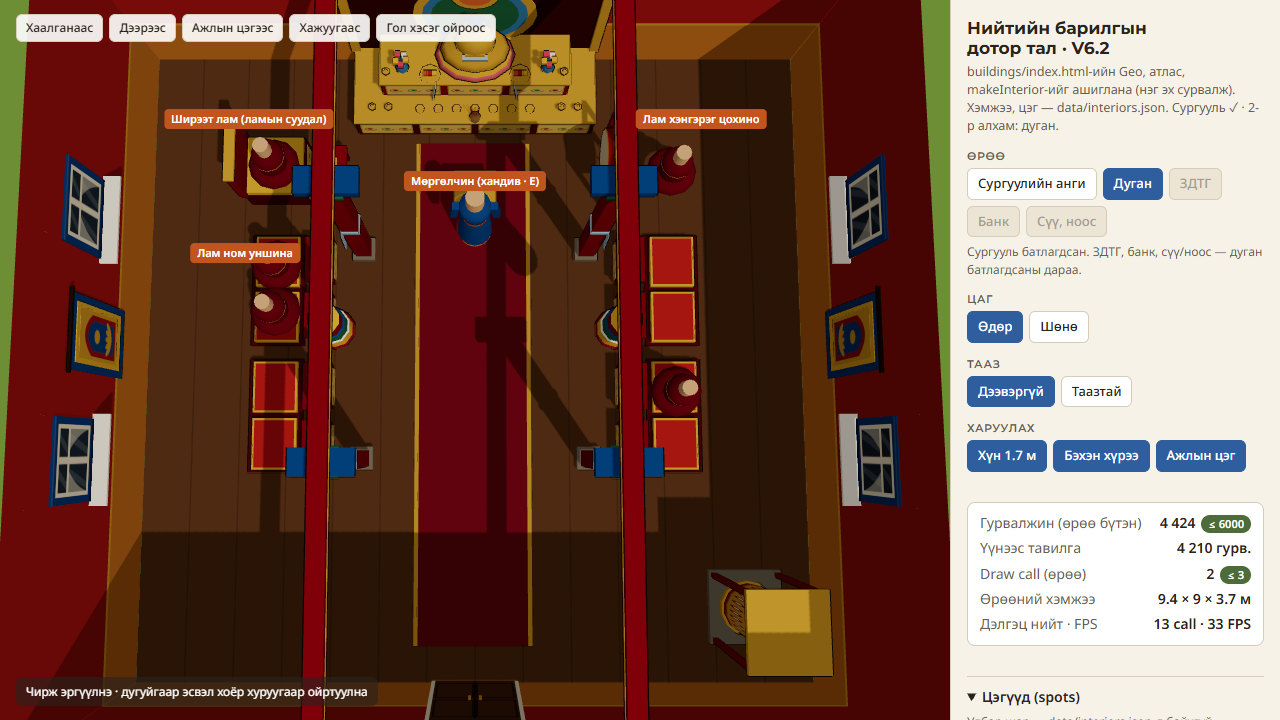 Хаалганаас
Дээрээс
Ажлын цэгээс
Хажуугаас
Гол хэсэг ойроос
Ширээт лам (ламын суудал)
Лам хэнгэрэг цохино
Мөргөлчин (хандив · E)
Лам ном уншина
Чирж эргүүлнэ · дугуйгаар эсвэл хоёр хуруугаар ойртуулна
Нийтийн барилгын
дотор тал · V6.2
buildings/index.html-ийн Geo, атлас,
makeInterior-ийг ашиглана (нэг эх сурвалж).
Хэмжээ, цэг — data/interiors.json. Сургууль ✓ · 2-
р алхам: дуган.
ӨРӨӨ
Сургуулийн анги
Дуган
ЗДТГ
Банк
Сүү, ноос
Сургууль батлагдсан. ЗДТГ, банк, сүү/ноос — дуган
батлагдсаны дараа.
ЦАГ
Өдөр
Шөнө
ТААЗ
Дээвэргүй
Таазтай
ХАРУУЛАХ
Хүн 1.7 м
Бэхэн хүрээ
Ажлын цэг
Гурвалжин (өрөө бүтэн) 4 424 ≤ 6000
Үүнээс тавилга 4 210 гурв.
Draw call (өрөө) 2 ≤ 3
Өрөөний хэмжээ 9.4 × 9 × 3.7 м
Дэлгэц нийт · FPS 13 call · 33 FPS
▼ Цэгүүд (spots)